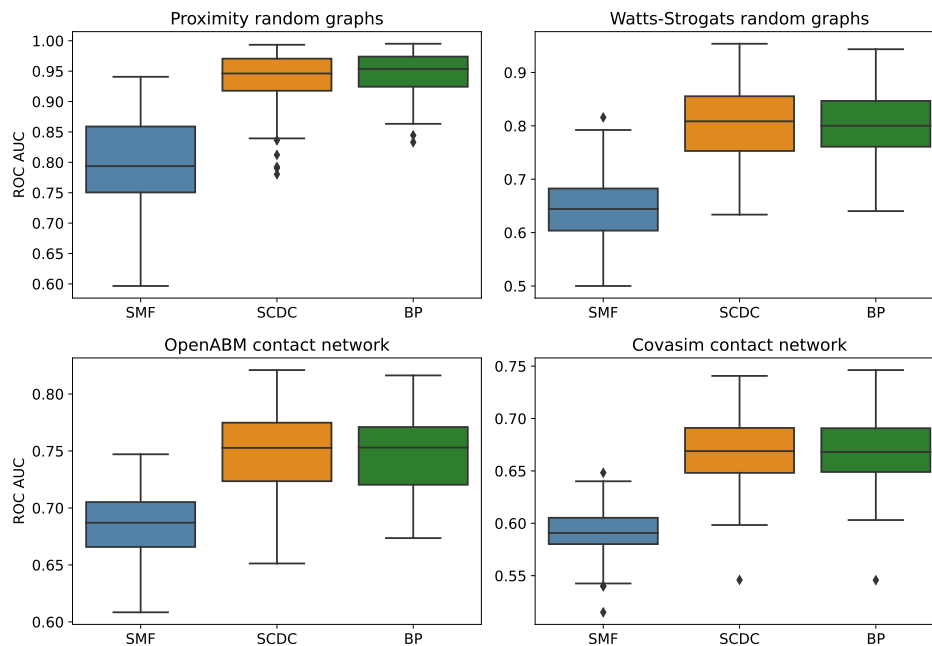 Proximity random graphs
ROC AUC
1.00
0.95
0.90
0.85
0.80
0.75
0.70
0.65
0.60
SMF SCDC BP
Watts-Strogats random graphs
0.9
0.8
0.7
0.6
0.5
SMF SCDC BP
OpenABM contact network
ROC AUC
0.80
0.75
0.70
0.65
0.60
SMF SCDC BP
Covasim contact network
0.75
0.70
0.65
0.60
0.55
SMF SCDC BP